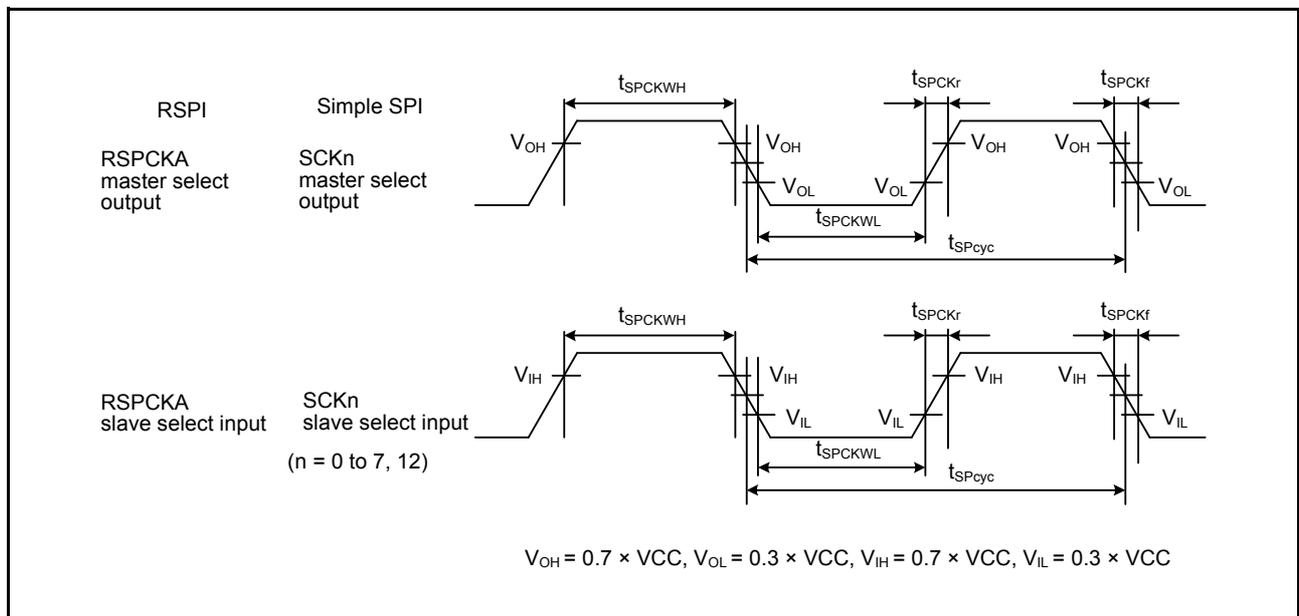 RSPI
Simple SPI
RSPCKA
master select
output
SCKn
master select
output
tSPCKWH
tSPCKr
tSPCKf
VOH
VOH
VOL
VOL
VOH
VOH
VOL
tSPCKWL
tSPcyc
RSPCKA
slave select input
SCKn
slave select input
(n = 0 to 7, 12)
tSPCKWH
tSPCKr
tSPCKf
VIH
VIH
VIL
VIL
VIH
VIH
VIL
tSPCKWL
tSPcyc
VOH = 0.7 × VCC, VOL = 0.3 × VCC, VIH = 0.7 × VCC, VIL = 0.3 × VCC